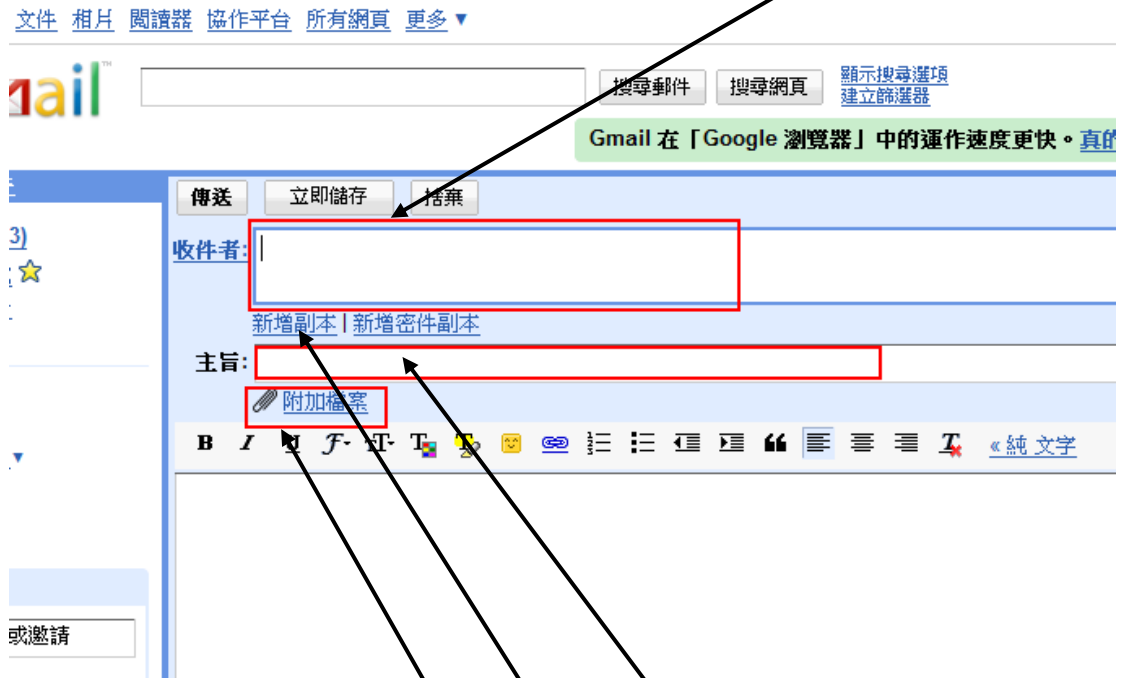 文件 相片 閱讀器 協作平台 所有網頁 更多 ▼
mail™ 搜尋郵件 搜尋網頁 顯示搜尋選項
建立篩選器
Gmail 在「Google 瀏覽器」中的運作速度更快。真的
傳送 立即儲存 捨棄
3)
收件者:
新增副本 | 新增密件副本
主旨:
附加檔案
B I U F T T T « 純文字
或邀請